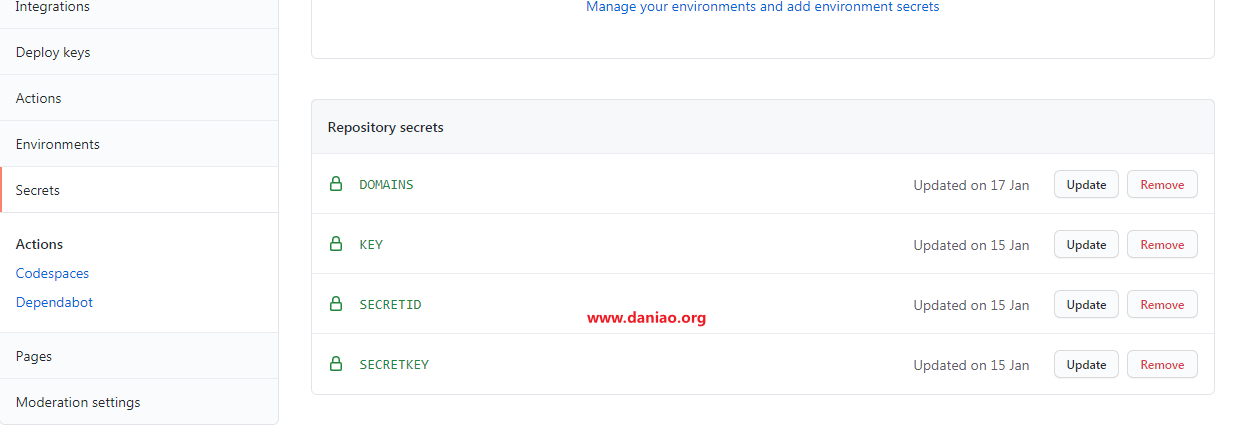 Integrations
Deploy keys
Actions
Environments
Secrets
Actions
Codespaces
Dependabot
Pages
Moderation settings
Manage your environments and add environment secrets
Repository secrets
DOMAINS Updated on 17 Jan Update Remove
KEY Updated on 15 Jan Update Remove
SECRETID Updated on 15 Jan Update Remove
www.daniao.org
SECRETKEY Updated on 15 Jan Update Remove